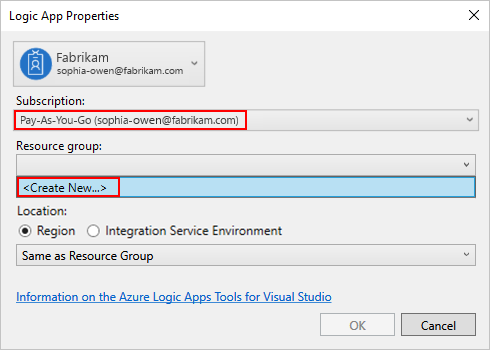 Logic App Properties
Fabrikam
sophia-owen@fabrikam.com
Subscription:
Pay-As-You-Go (sophia-owen@fabrikam.com)
Resource group:
<Create New...>
Location:
Region
Integration Service Environment
Same as Resource Group
Information on the Azure Logic Apps Tools for Visual Studio
OK
Cancel